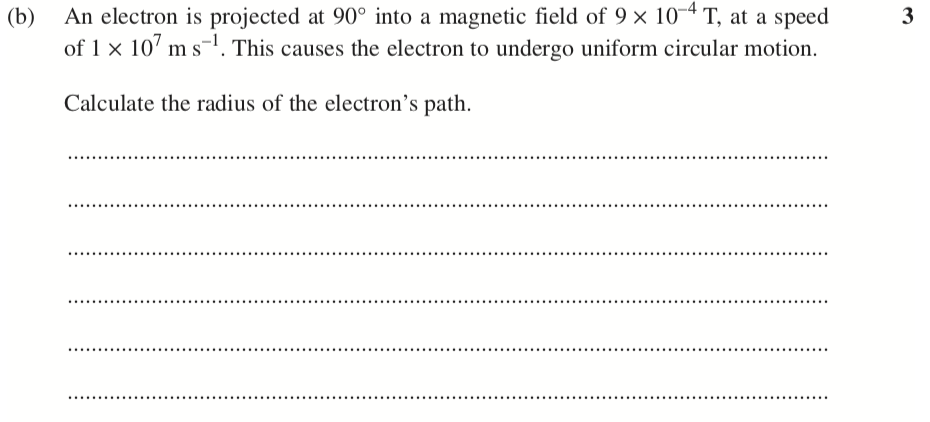 (b) An electron is projected at 90° into a magnetic field of 9 × 10⁻⁴ T, at a speed 3
of 1 × 10⁷ m s⁻¹. This causes the electron to undergo uniform circular motion.
Calculate the radius of the electron’s path.